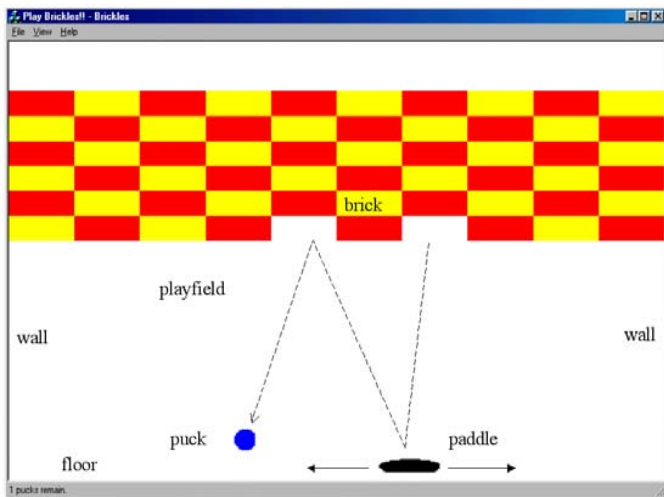 Play Brickles!! - Brickles
File View Help
brick
playfield
wall
wall
puck
paddle
floor
1 pucks remain.